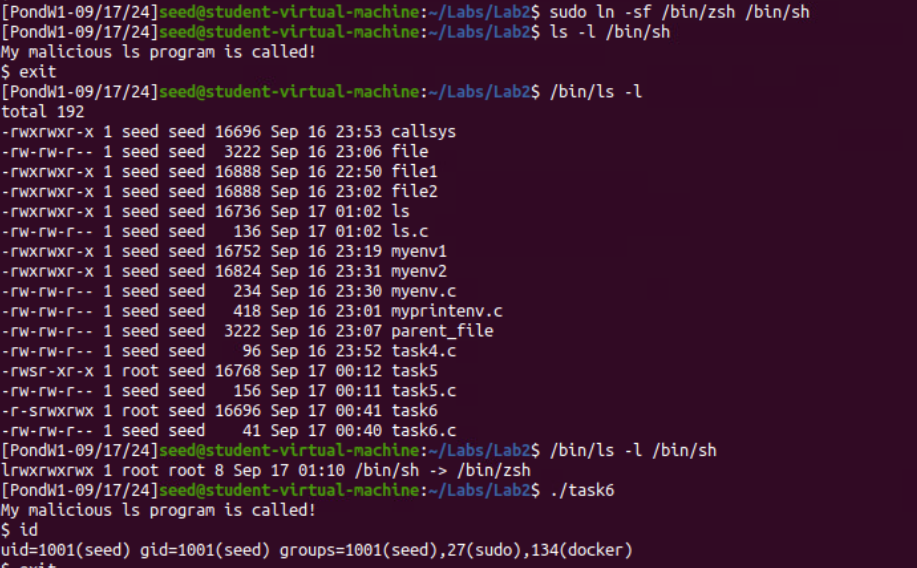 [PondW1-09/17/24]seed@student-virtual-machine:~/Labs/Lab2$ sudo ln -sf /bin/zsh /bin/sh
[PondW1-09/17/24]seed@student-virtual-machine:~/Labs/Lab2$ ls -l /bin/sh
My malicious ls program is called!
$ exit
[PondW1-09/17/24]seed@student-virtual-machine:~/Labs/Lab2$ /bin/ls -l
total 192
-rwxrwxr-x 1 seed seed 16696 Sep 16 23:53 callsys
-rw-rw-r-- 1 seed seed  3222 Sep 16 23:06 file
-rwxrwxr-x 1 seed seed 16888 Sep 16 22:50 file1
-rwxrwxr-x 1 seed seed 16888 Sep 16 23:02 file2
-rwxrwxr-x 1 seed seed 16736 Sep 17 01:02 ls
-rw-rw-r-- 1 seed seed   136 Sep 17 01:02 ls.c
-rwxrwxr-x 1 seed seed 16752 Sep 16 23:19 myenv1
-rwxrwxr-x 1 seed seed 16824 Sep 16 23:31 myenv2
-rw-rw-r-- 1 seed seed   234 Sep 16 23:30 myenv.c
-rw-rw-r-- 1 seed seed   418 Sep 16 23:01 myprintenv.c
-rw-rw-r-- 1 seed seed  3222 Sep 16 23:07 parent_file
-rw-rw-r-- 1 seed seed    96 Sep 16 23:52 task4.c
-rwsr-xr-x 1 root seed 16768 Sep 17 00:12 task5
-rw-rw-r-- 1 seed seed   156 Sep 17 00:11 task5.c
-r-srwxrwx 1 root seed 16696 Sep 17 00:41 task6
-rw-rw-r-- 1 seed seed    41 Sep 17 00:40 task6.c
[PondW1-09/17/24]seed@student-virtual-machine:~/Labs/Lab2$ /bin/ls -l /bin/sh
lrwxrwxrwx 1 root root 8 Sep 17 01:10 /bin/sh -> /bin/zsh
[PondW1-09/17/24]seed@student-virtual-machine:~/Labs/Lab2$ ./task6
My malicious ls program is called!
$ id
uid=1001(seed) gid=1001(seed) groups=1001(seed),27(sudo),134(docker)
$ exit